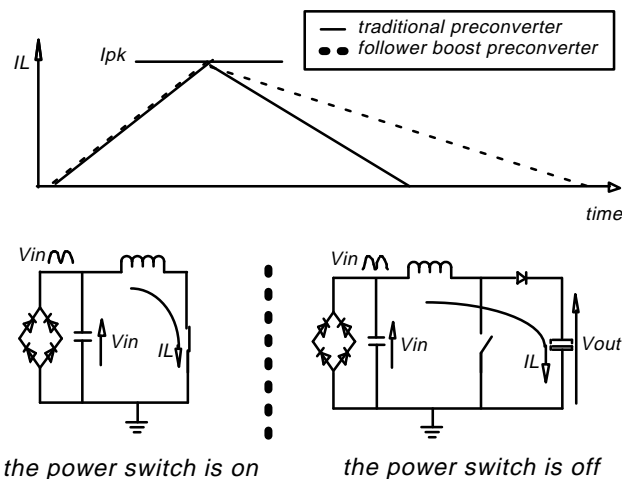 traditional preconverter
follower boost preconverter
IL
Ipk
time
Vin
Vin
IL
Vin
Vin
IL
Vout
the power switch is on
the power switch is off